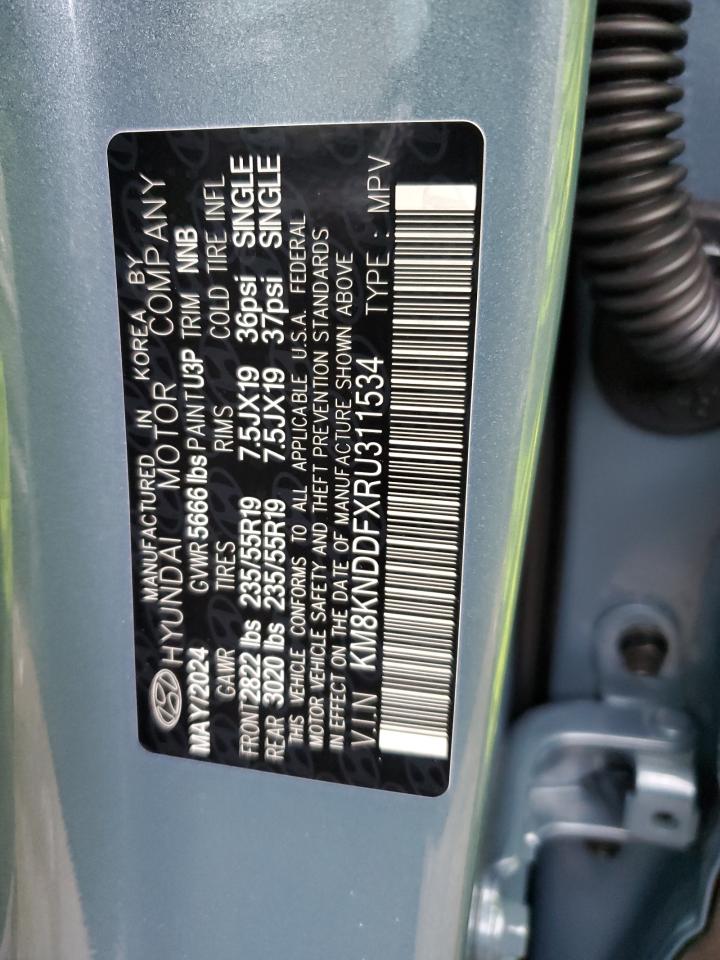 MANUFACTURED IN KOREA BY
HYUNDAI MOTOR COMPANY
MAY/2024 GVWR 5666 lbs PAINT U3P TRIM NNB
GAWR TIRES RIMS COLD TIRE INFL
FRONT 2822 lbs 235/55R19 7.5JX19 36psi SINGLE
REAR 3020 lbs 235/55R19 7.5JX19 37psi SINGLE
THIS VEHICLE CONFORMS TO ALL APPLICABLE U.S.A. FEDERAL
MOTOR VEHICLE SAFETY AND THEFT PREVENTION STANDARDS
IN EFFECT ON THE DATE OF MANUFACTURE SHOWN ABOVE
VIN KM8KNDDFXRU311534 TYPE : MPV